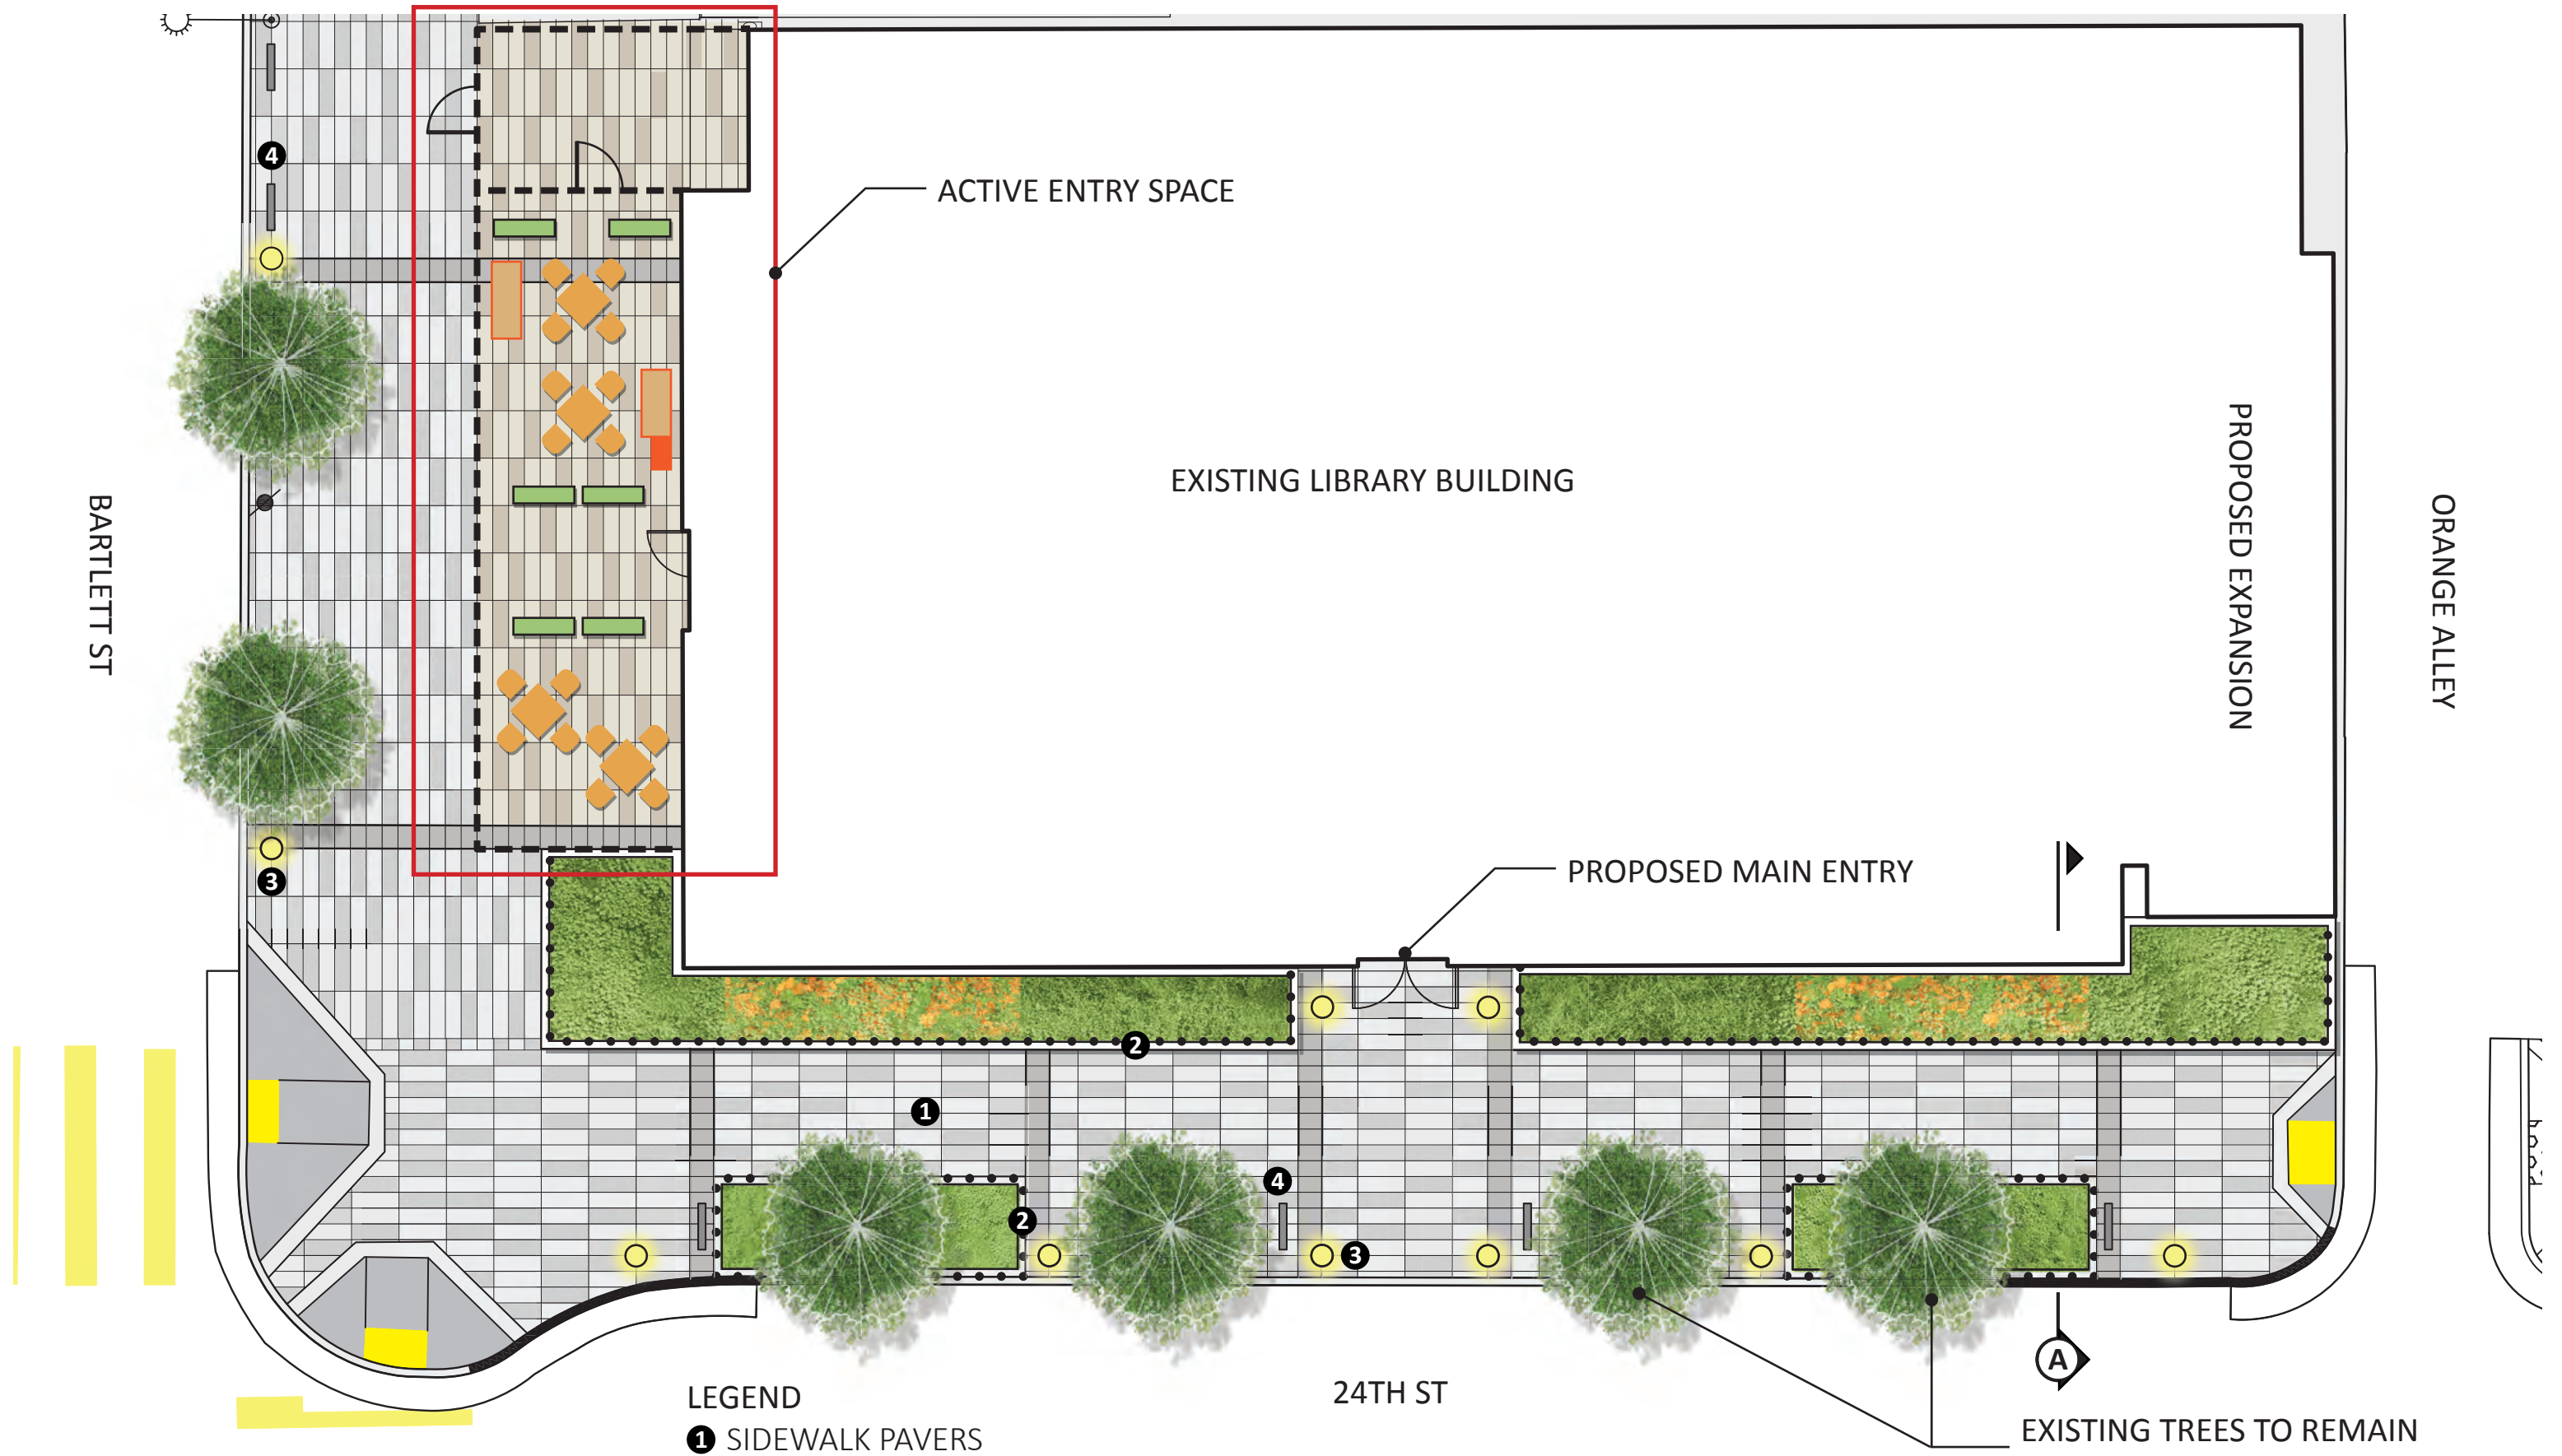 4
ACTIVE ENTRY SPACE
EXISTING LIBRARY BUILDING
BARTLETT ST
PROPOSED EXPANSION
ORANGE ALLEY
3
PROPOSED MAIN ENTRY
2
1
4
2
3
A
24TH ST
EXISTING TREES TO REMAIN
LEGEND
1 SIDEWALK PAVERS